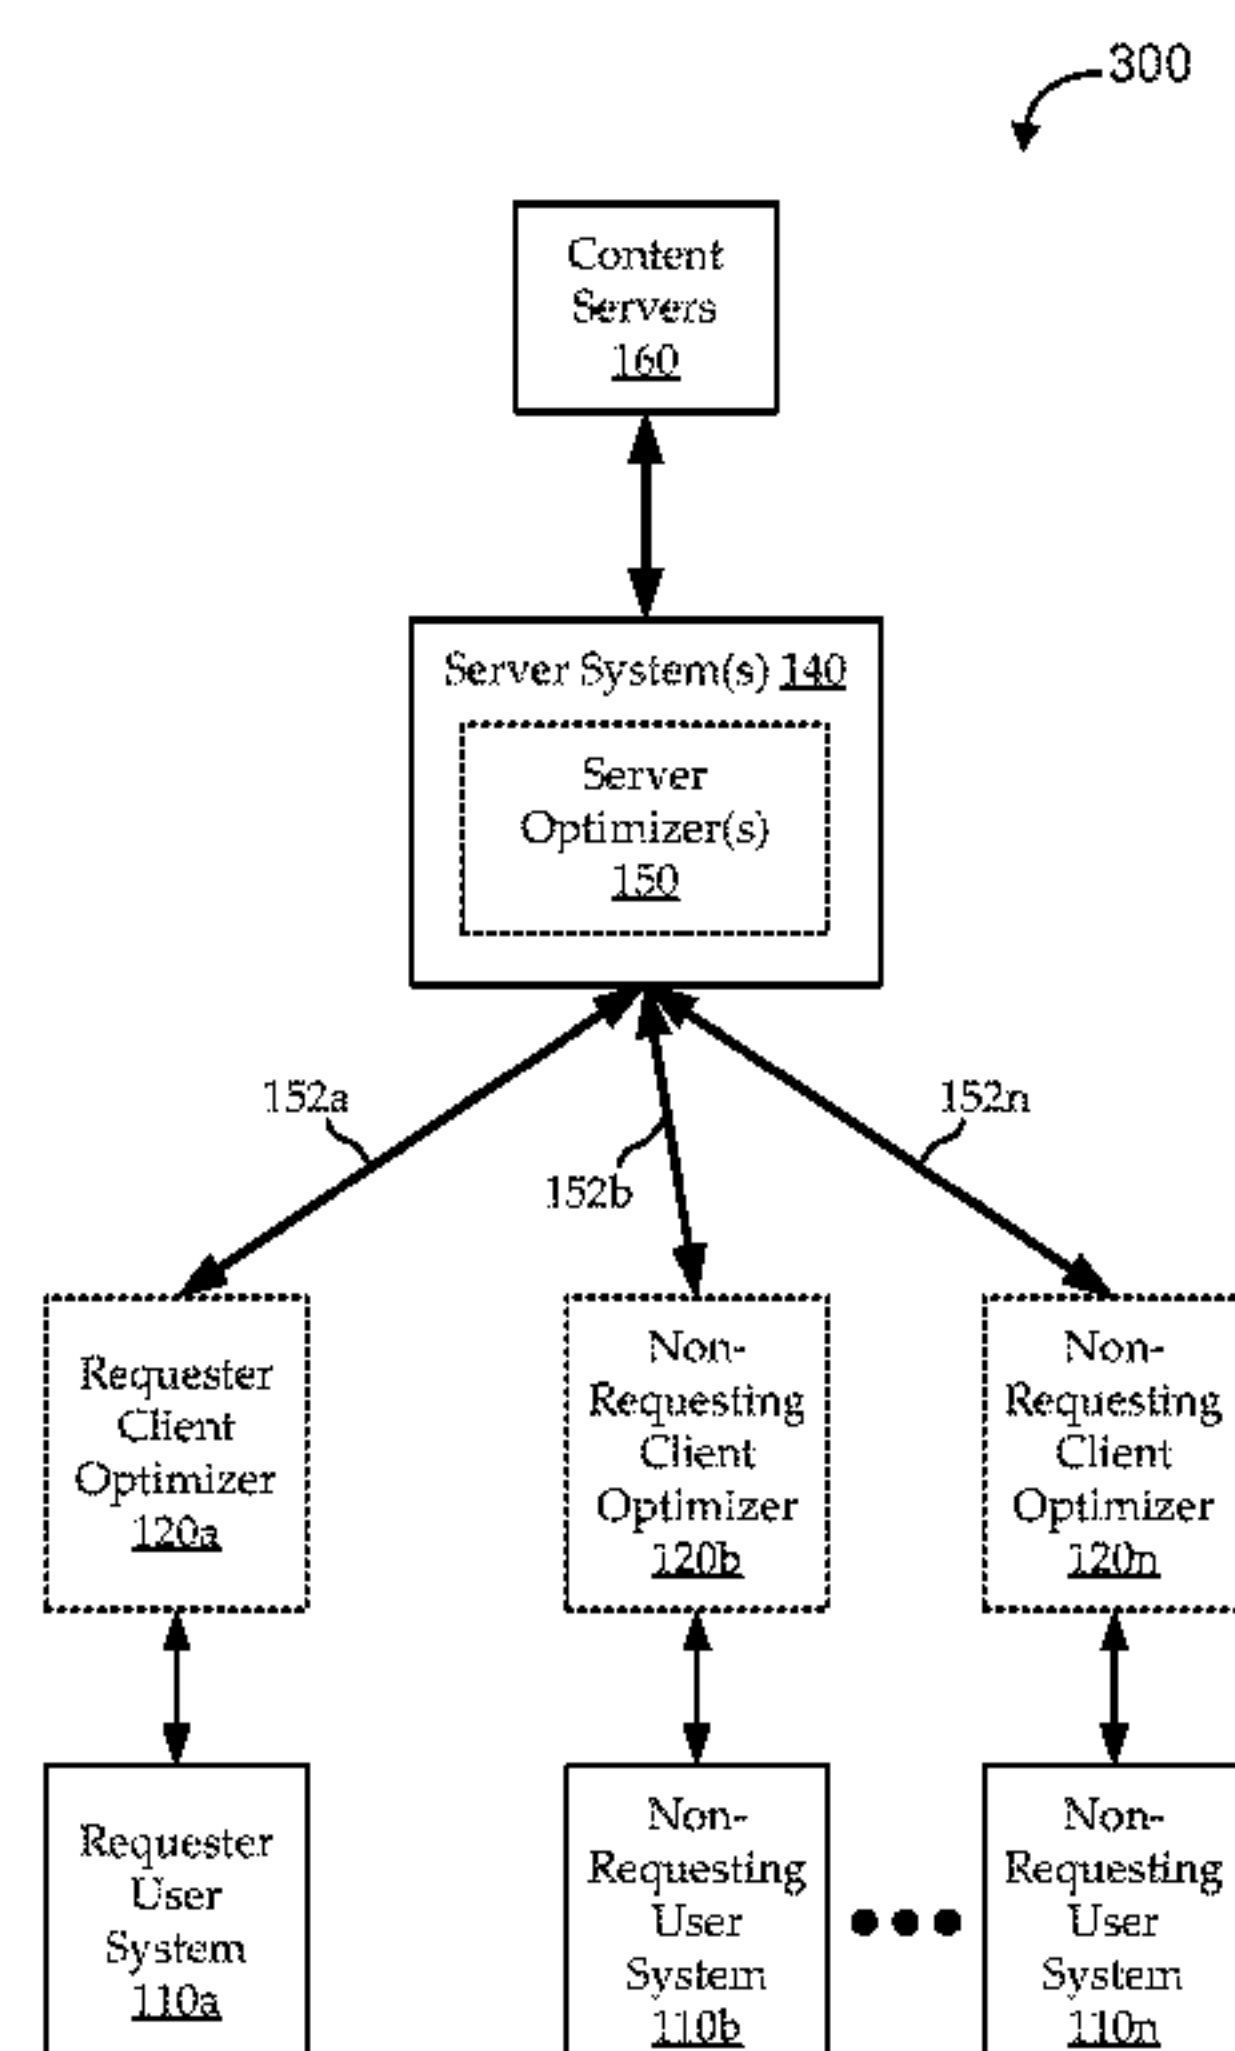 300
Content
Servers
160
Server System(s) 140
Server
Optimizer(s)
150
152a
152b
152n
Requester
Client
Optimizer
120a
Non-
Requesting
Client
Optimizer
120b
Non-
Requesting
Client
Optimizer
120n
Requester
User
System
110a
Non-
Requesting
User
System
110b
Non-
Requesting
User
System
110n